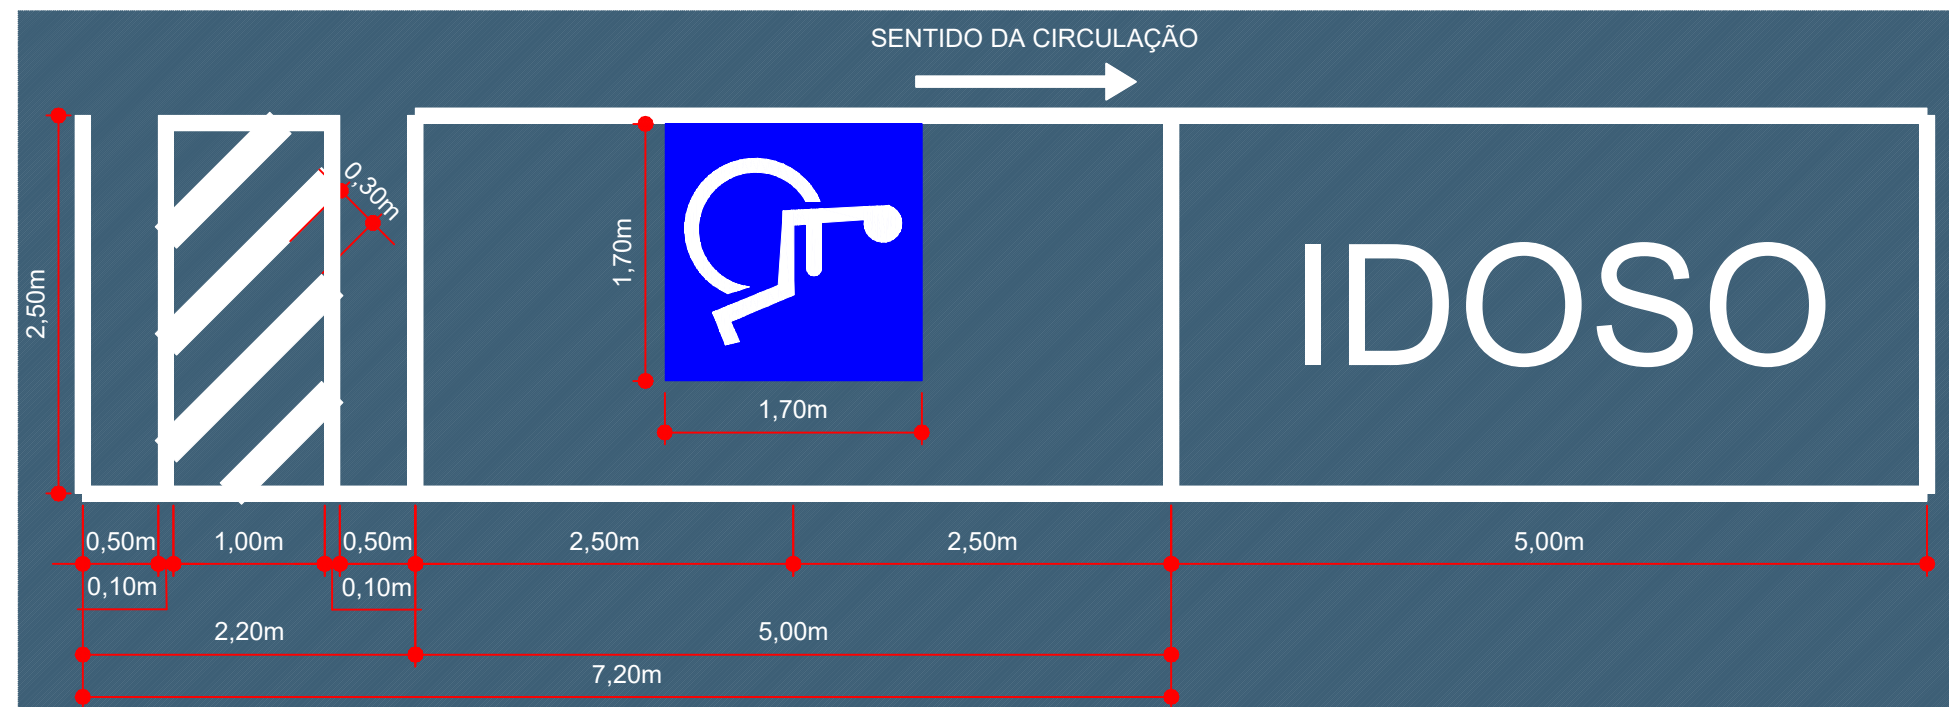 SENTIDO DA CIRCULAÇÃO
0,30m
1,70m
2,50m
IDOSO
1,70m
0,50m 1,00m 0,50m 2,50m 2,50m 5,00m
0,10m 0,10m
2,20m 5,00m
7,20m